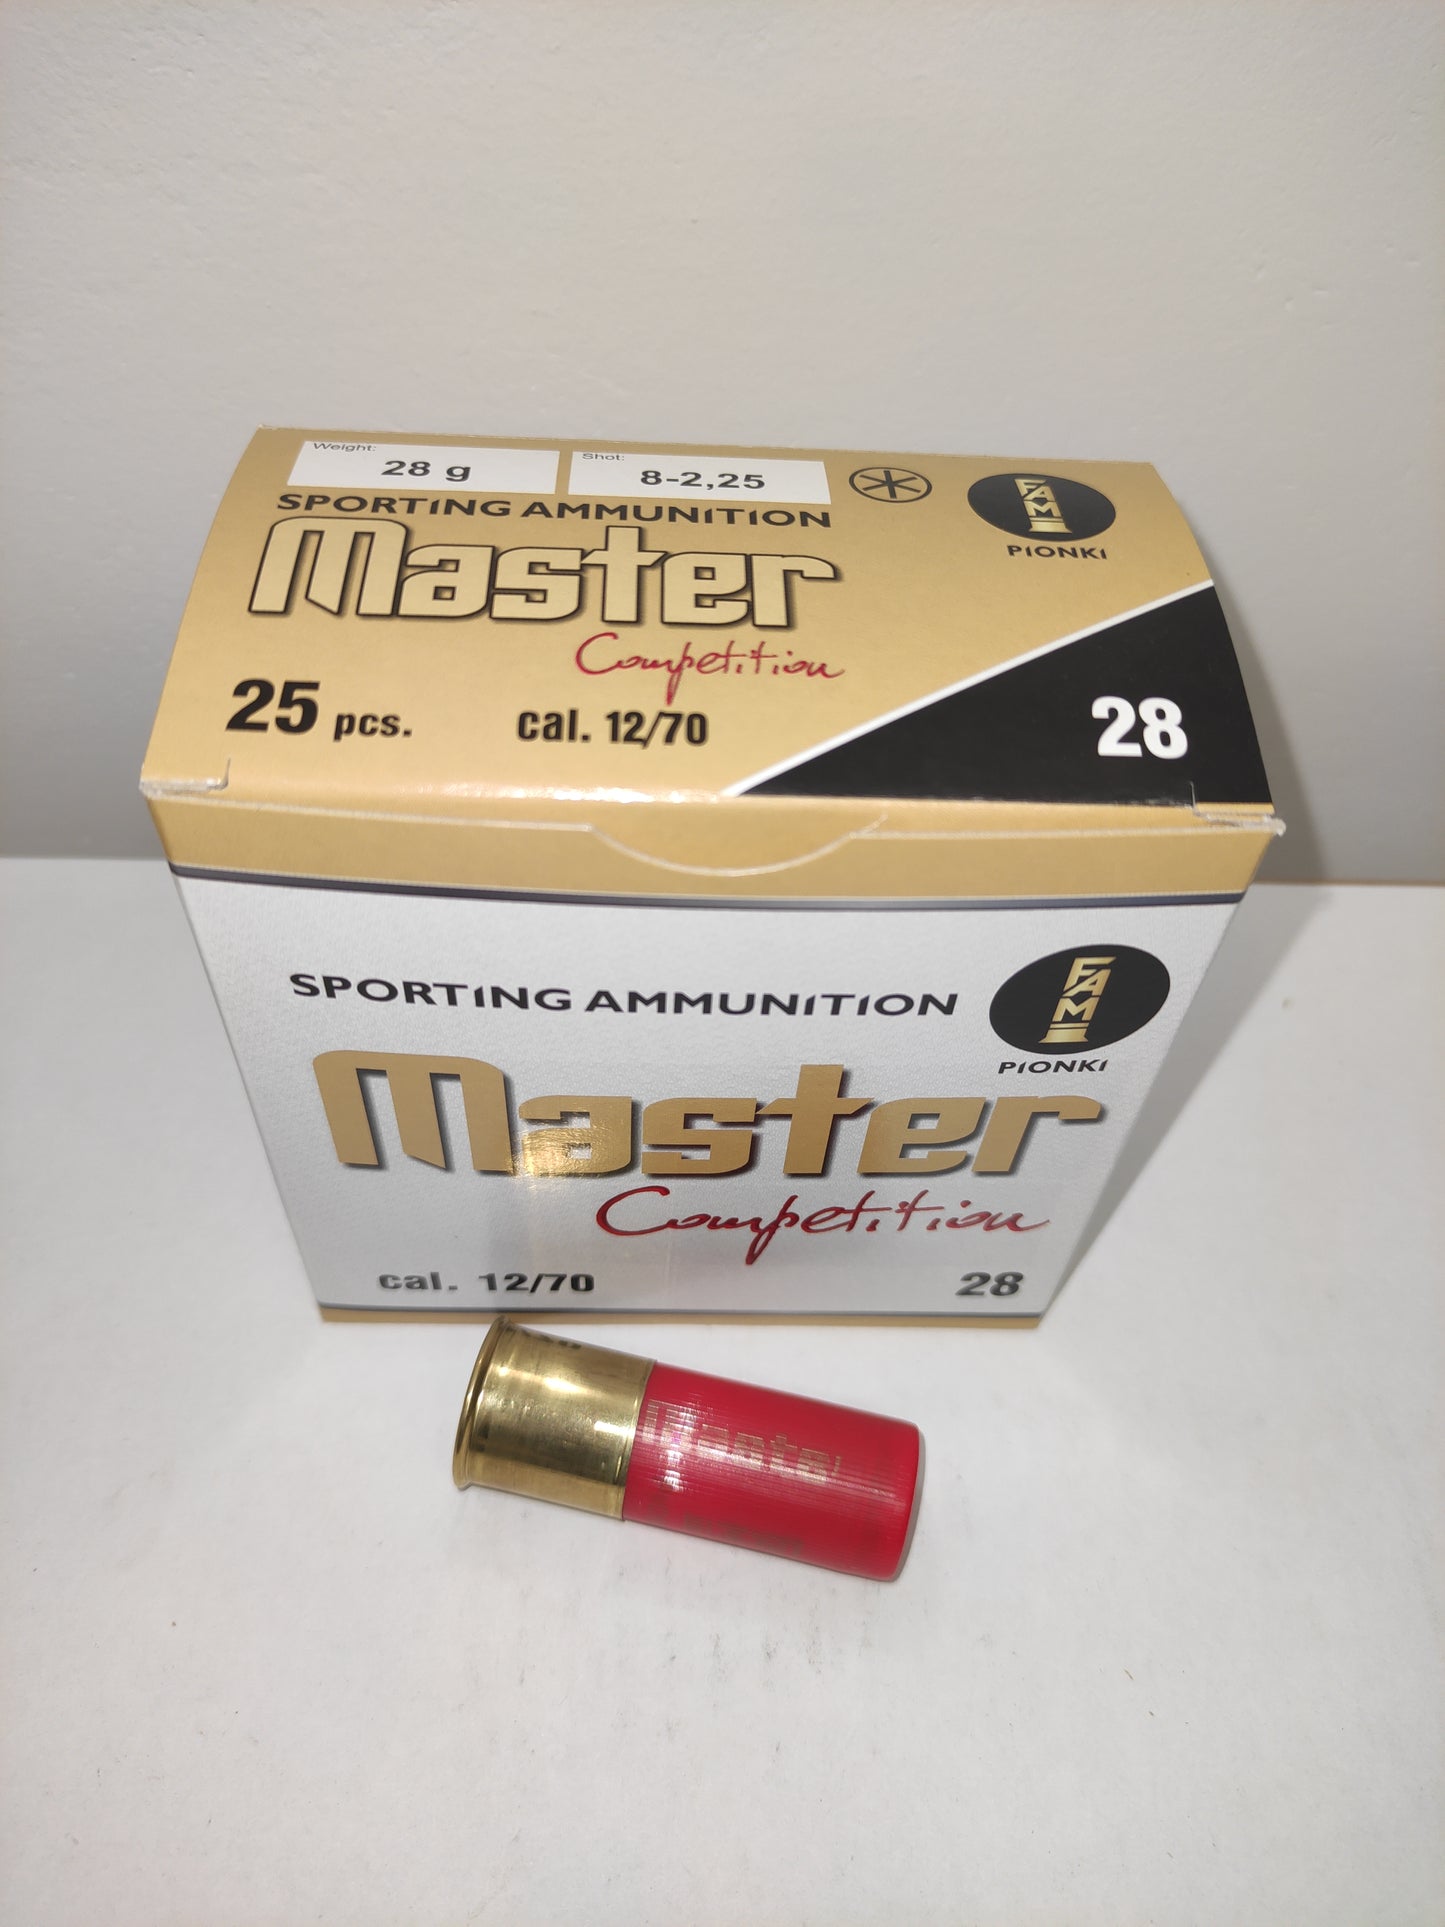 Weight:
28 g
Shot:
8-2,25
SPORTING AMMUNITION
Master
Competition
25 pcs.
cal. 12/70
FAM
PIONKI
28
SPORTING AMMUNITION
FAM
PIONKI
Master
Competition
cal. 12/70
28
Master